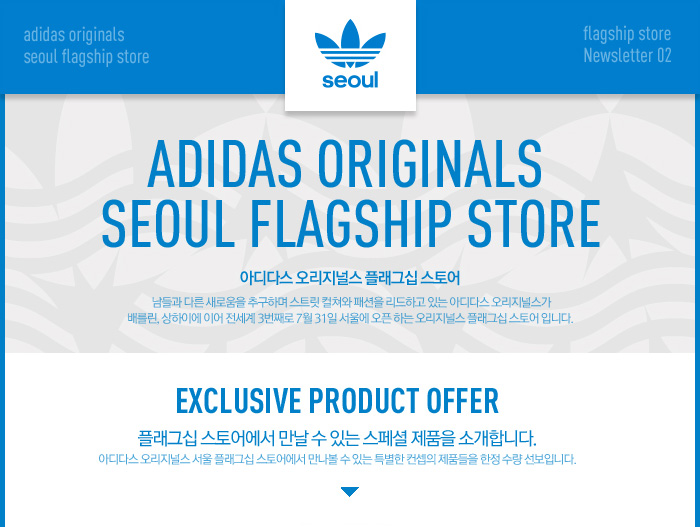 adidas originals
seoul flagship store
seoul
flagship store
Newsletter 02
ADIDAS ORIGINALS
SEOUL FLAGSHIP STORE
아디다스 오리지널스 플래그십 스토어
남들과 다른 새로움을 추구하며 스트릿 컬쳐와 패션을 리드하고 있는 아디다스 오리지널스가
배를린, 상하이에 이어 전세계 3번째로 7월 31일 서울에 오픈 하는 오리지널스 플래그십 스토어 입니다.
EXCLUSIVE PRODUCT OFFER
플래그십 스토어에서 만날 수 있는 스페셜 제품을 소개합니다.
아디다스 오리지널스 서울 플래그십 스토어에서 만나볼 수 있는 특별한 컨셉의 제품들을 한정 수량 선보입니다.